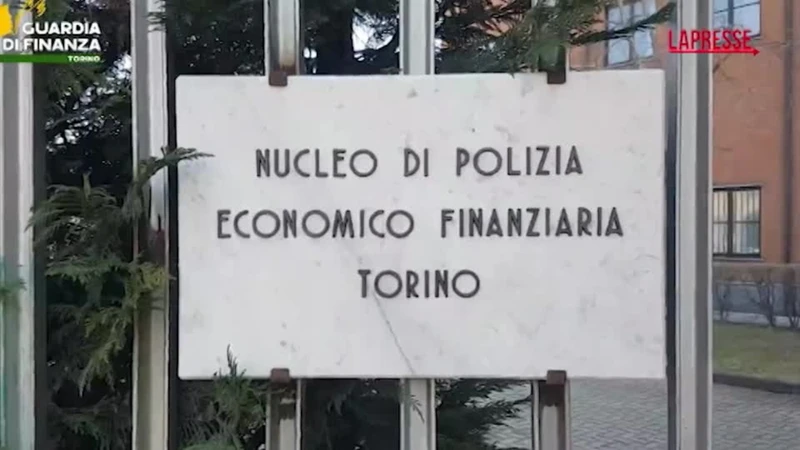 GUARDIA
DI FINANZA
TORINO
LAPRESSE
NUCLEO DI POLIZIA
ECONOMICO FINANZIARIA
TORINO